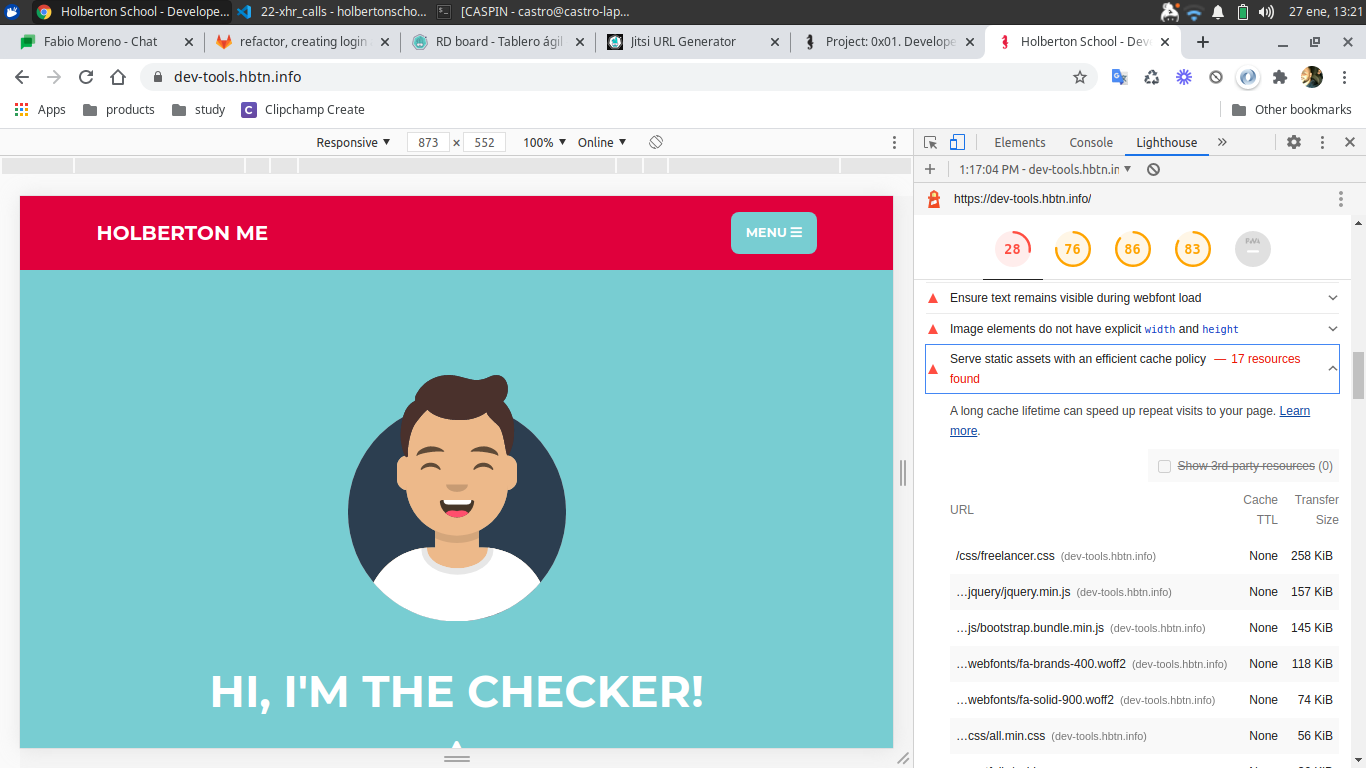 Holberton School - Develope...
22-xhr_calls - holbertonscho...
[CASPIN - castro@castro-lap...
27 ene, 13:21
Fabio Moreno - Chat
refactor, creating login
RD board - Tablero ágil
Jitsi URL Generator
Project: 0x01. Develope
Holberton School - Deve
dev-tools.hbtn.info
Apps
products
study
Clipchamp Create
Other bookmarks
Responsive
873 × 552
100%
Online
Elements
Console
Lighthouse
1:17:04 PM - dev-tools.hbtn.in
https://dev-tools.hbtn.info/
28
76
86
83
PWA
Ensure text remains visible during webfont load
Image elements do not have explicit width and height
Serve static assets with an efficient cache policy — 17 resources
found
A long cache lifetime can speed up repeat visits to your page. Learn
more.
Show 3rd-party resources (0)
URL
Cache
TTL
Transfer
Size
/css/freelancer.css (dev-tools.hbtn.info) None 258 KiB
…jquery/jquery.min.js (dev-tools.hbtn.info) None 157 KiB
…js/bootstrap.bundle.min.js (dev-tools.hbtn.info) None 145 KiB
…webfonts/fa-brands-400.woff2 (dev-tools.hbtn.info) None 118 KiB
…webfonts/fa-solid-900.woff2 (dev-tools.hbtn.info) None 74 KiB
…css/all.min.css (dev-tools.hbtn.info) None 56 KiB
HOLBERTON ME
MENU
HI, I'M THE CHECKER!